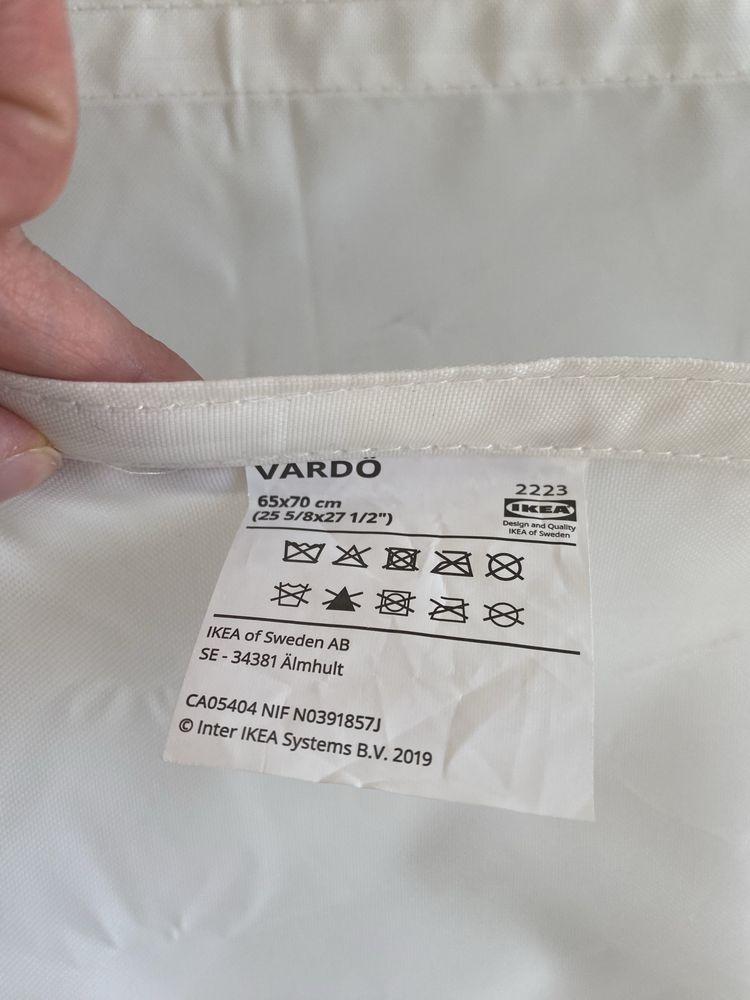 VARDÖ
65x70 cm
(25 5/8x27 1/2")
2223
IKEA
Design and Quality
IKEA of Sweden
IKEA of Sweden AB
SE - 34381 Älmhult
CA05404 NIF N0391857J
© Inter IKEA Systems B.V. 2019